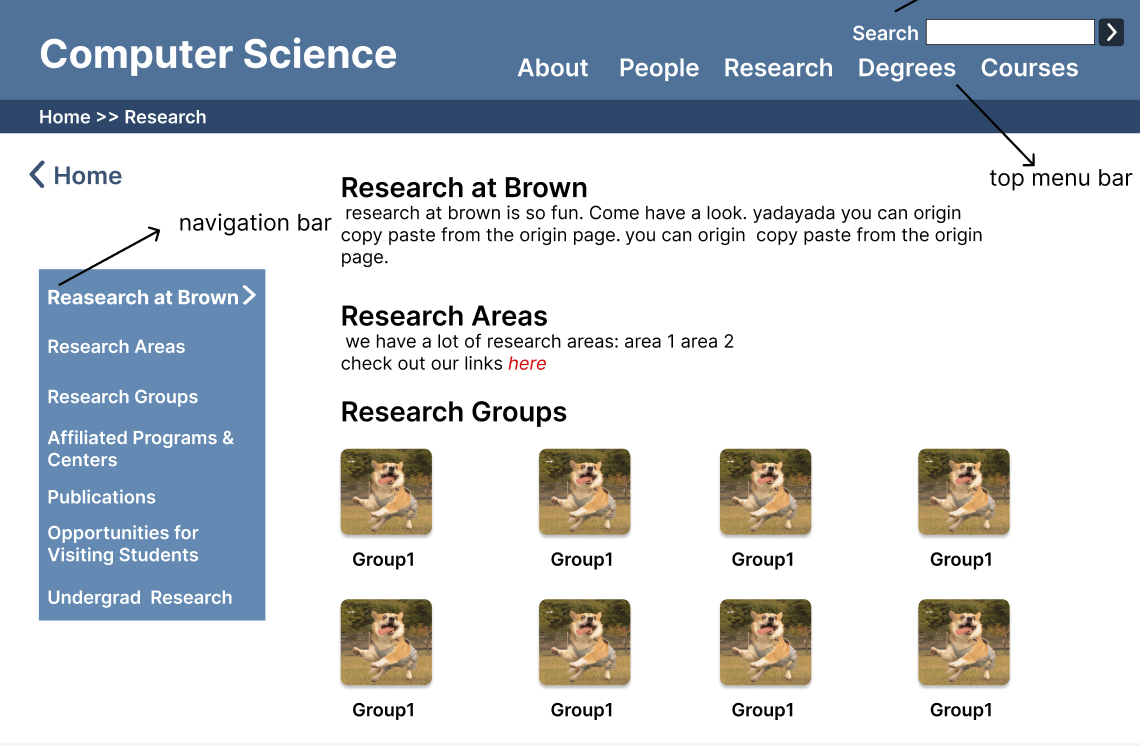 Computer Science
Search
About People Research Degrees Courses
Home >> Research
Home
top menu bar
navigation bar
Reasearch at Brown
Research Areas
Research Groups
Affiliated Programs &
Centers
Publications
Opportunities for
Visiting Students
Undergrad Research
Research at Brown
research at brown is so fun. Come have a look. yadayada you can origin
copy paste from the origin page. you can origin copy paste from the origin
page.
Research Areas
we have a lot of research areas: area 1 area 2
check out our links here
Research Groups
Group1 Group1 Group1 Group1
Group1 Group1 Group1 Group1